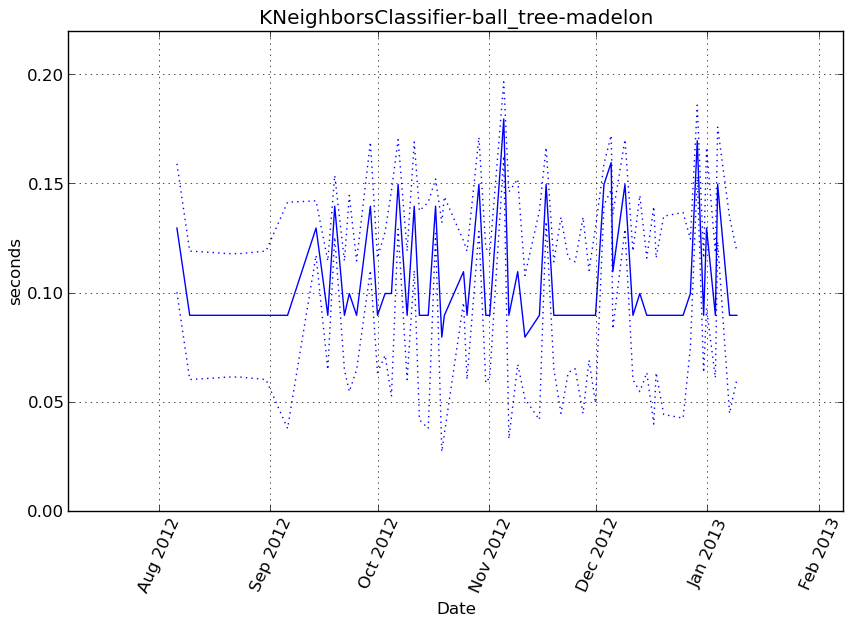 KNeighborsClassifier-ball_tree-madelon
0.20
0.15
0.10
0.05
0.00
seconds
Aug 2012
Sep 2012
Oct 2012
Nov 2012
Dec 2012
Jan 2013
Feb 2013
Date